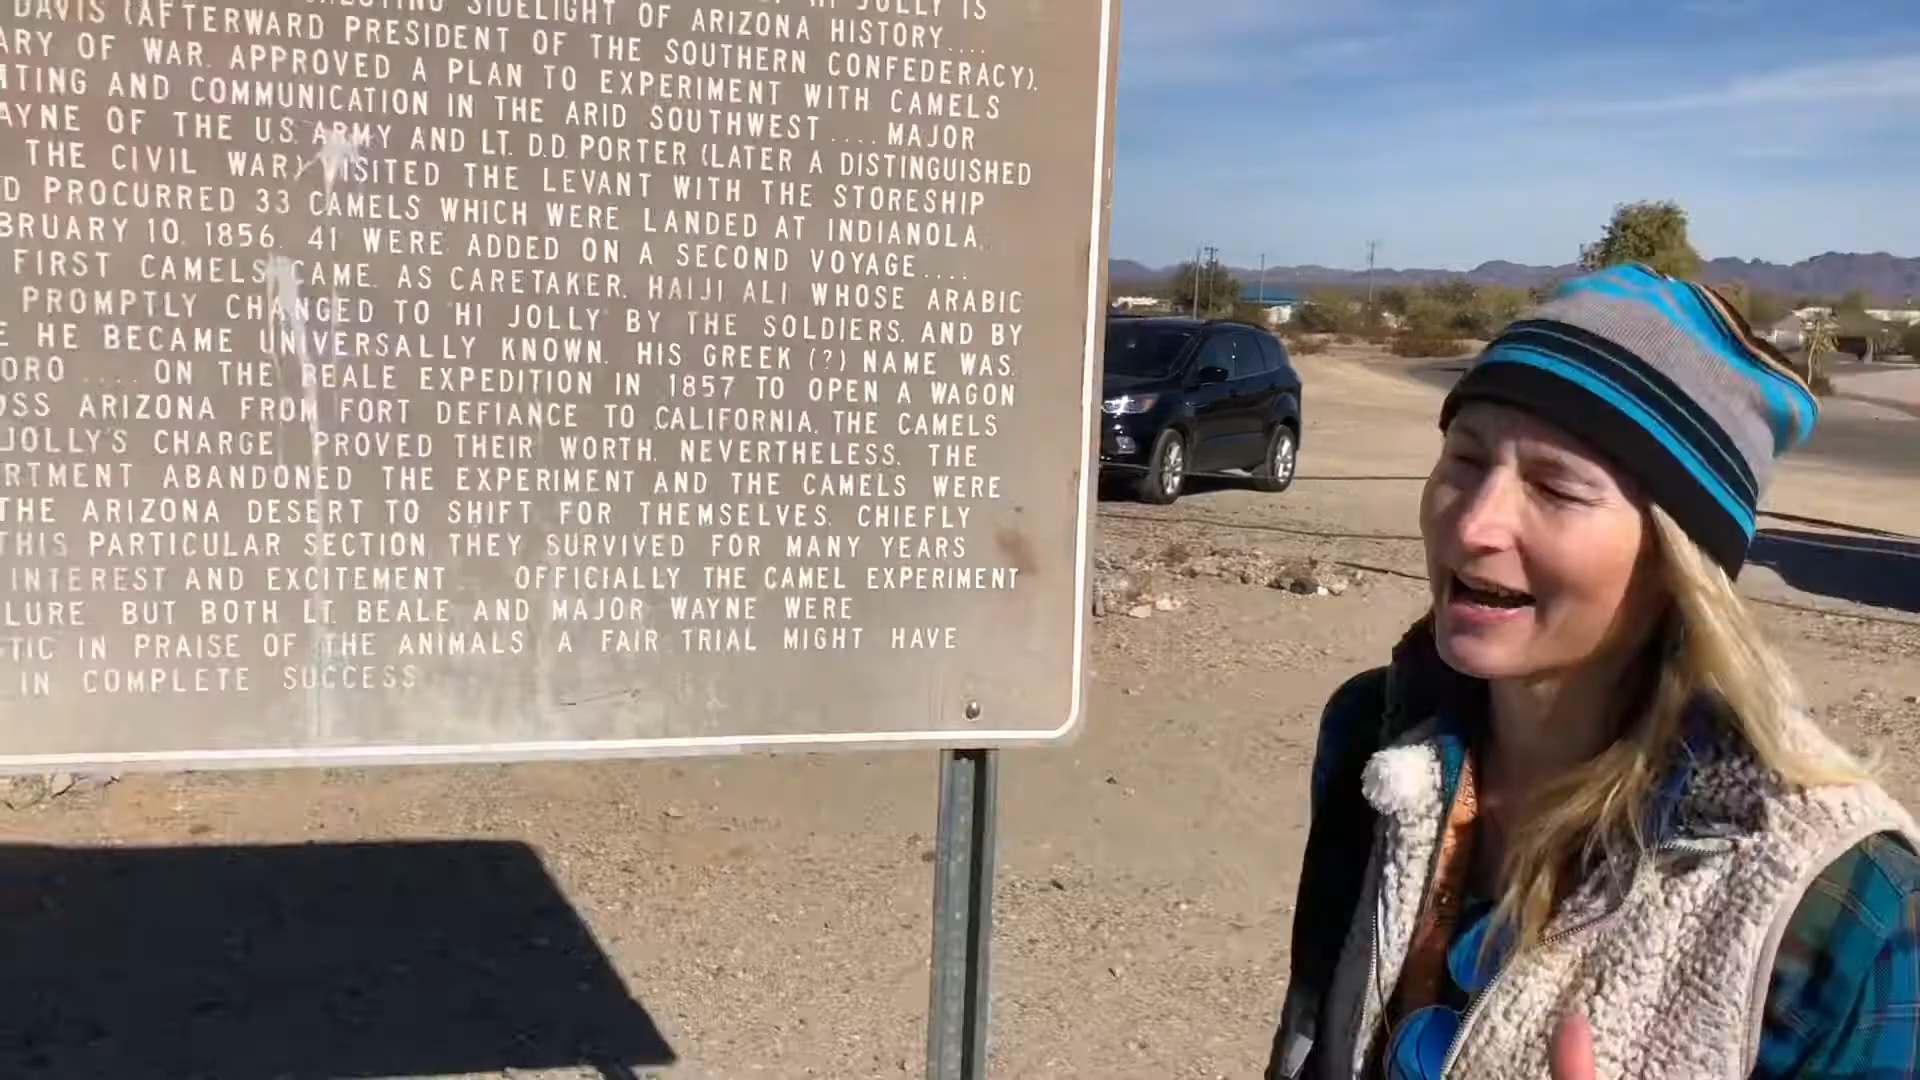 SIDELIGHT OF ARIZONA HISTORY....
DAVIS (AFTERWARD PRESIDENT OF THE SOUTHERN CONFEDERACY).
ARY OF WAR. APPROVED A PLAN TO EXPERIMENT WITH CAMELS
TING AND COMMUNICATION IN THE ARID SOUTHWEST.... MAJOR
AYNE OF THE U.S. ARMY AND LT. D.D. PORTER (LATER A DISTINGUISHED
THE CIVIL WAR) VISITED THE LEVANT WITH THE STORESHIP
D PROCURRED 33 CAMELS WHICH WERE LANDED AT INDIANOLA,
BRUARY 10, 1856. 41 WERE ADDED ON A SECOND VOYAGE....
FIRST CAMELS CAME. AS CARETAKER, HAIJI ALI WHOSE ARABIC
PROMPTLY CHANGED TO "HI JOLLY" BY THE SOLDIERS. AND BY
E HE BECAME UNIVERSALLY KNOWN. HIS GREEK (?) NAME WAS.
ORO .... ON THE BEALE EXPEDITION IN 1857 TO OPEN A WAGON
OSS ARIZONA FROM FORT DEFIANCE TO CALIFORNIA, THE CAMELS
JOLLY'S CHARGE PROVED THEIR WORTH. NEVERTHELESS, THE
RTMENT ABANDONED THE EXPERIMENT AND THE CAMELS WERE
THE ARIZONA DESERT TO SHIFT FOR THEMSELVES. CHIEFLY
THIS PARTICULAR SECTION, THEY SURVIVED FOR MANY YEARS
INTEREST AND EXCITEMENT OFFICIALLY THE CAMEL EXPERIMENT
LURE BUT BOTH LT. BEALE AND MAJOR WAYNE WERE
TIC IN PRAISE OF THE ANIMALS A FAIR TRIAL MIGHT HAVE
IN COMPLETE SUCCESS